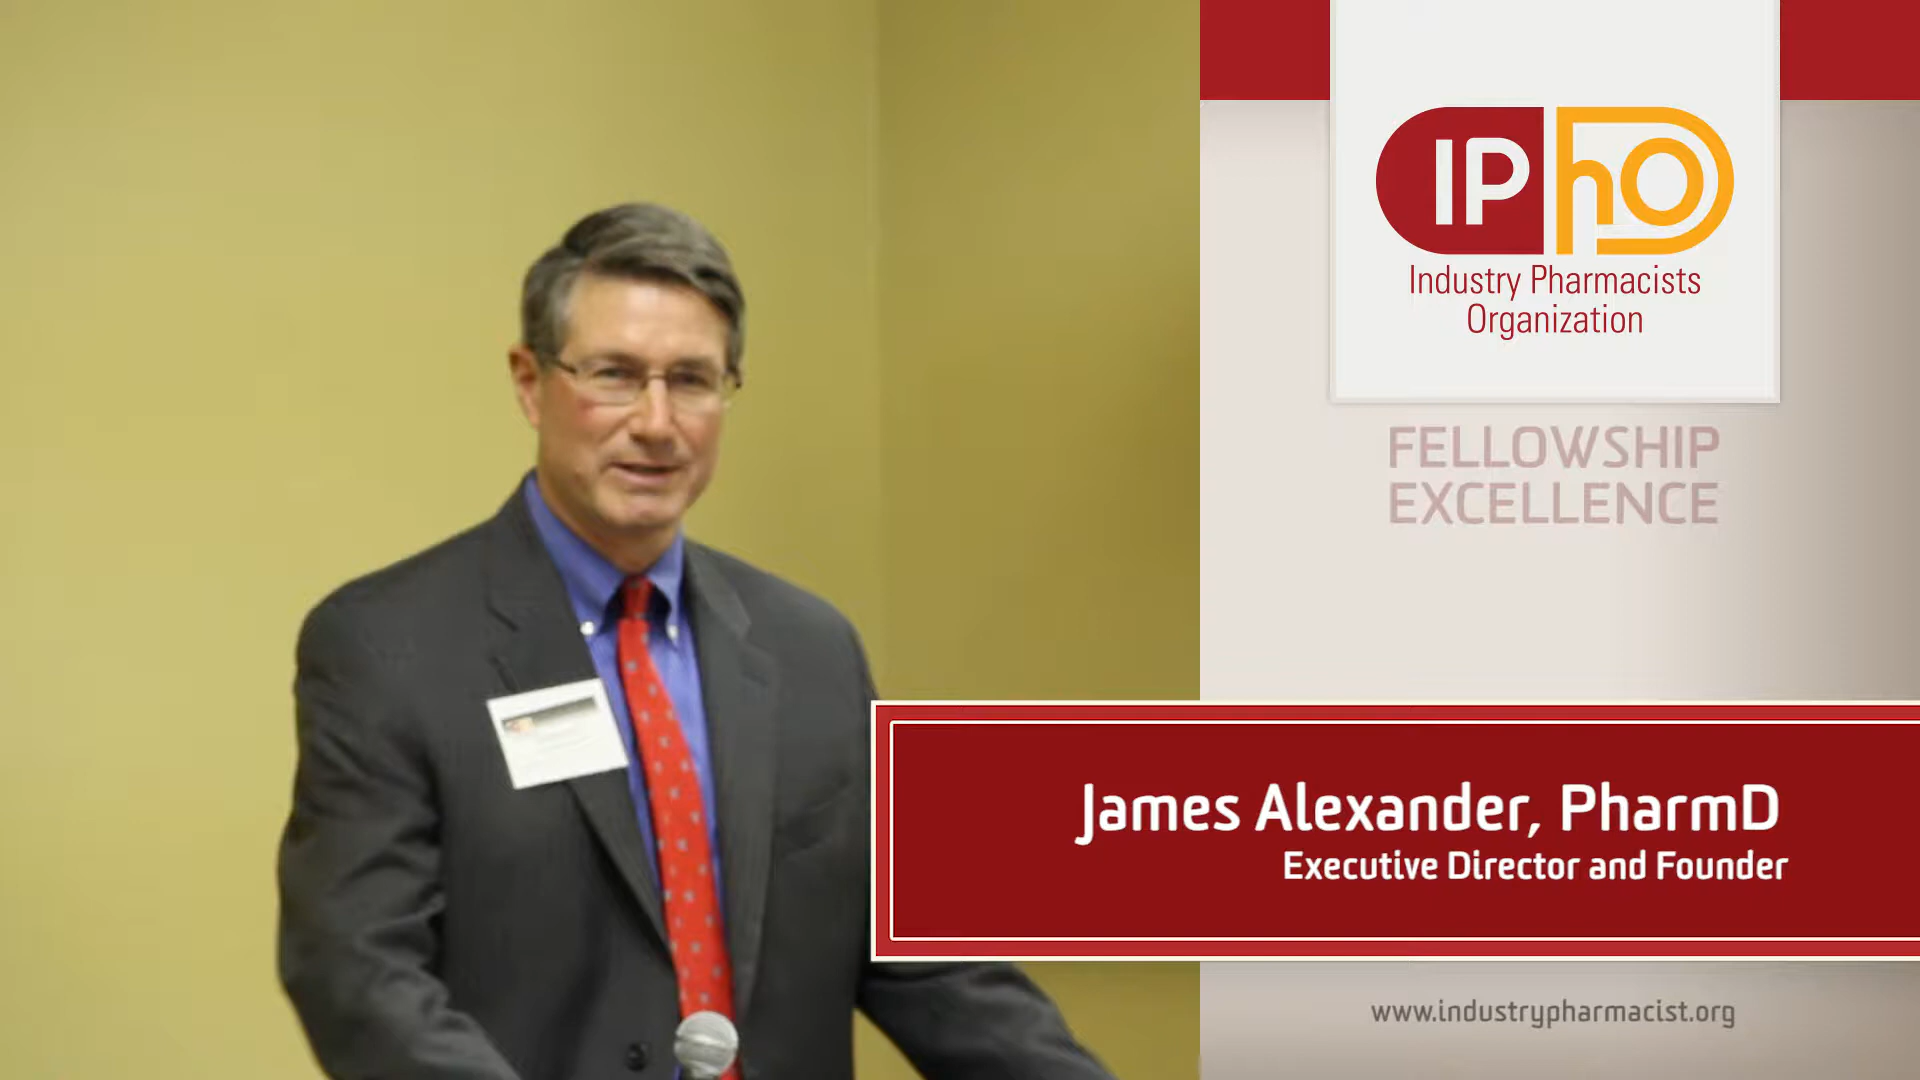 IPhO
Industry Pharmacists
Organization
FELLOWSHIP
EXCELLENCE
James Alexander, PharmD
Executive Director and Founder
www.industrypharmacist.org